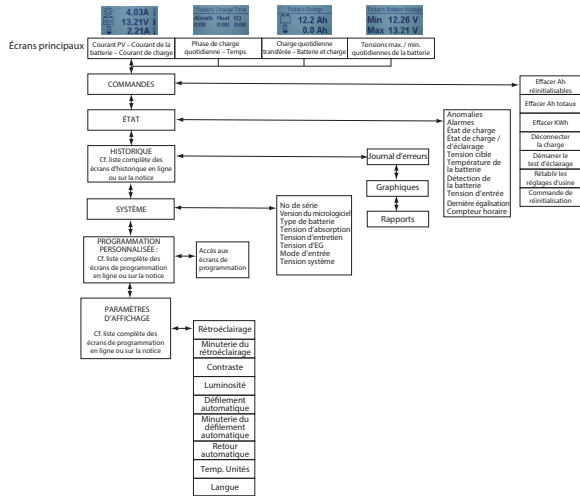 4.03A
13.21V
2.21A
Today's Charge Time
Absorb Float EQ
0:00 0:00 0:00
Today's Energy
12.2 Ah
0.0 Ah
Today's Battery Voltage
Min 12.26 V
Max 13.21 V
Écrans principaux
Courant PV – Courant de la
batterie – Courant de charge
Phase de charge
quotidienne – Temps
Charge quotidienne
transférée – Batterie et charge
Tensions max. / min.
quotidiennes de la batterie
COMMANDES
Effacer Ah
réinitialisables
Effacer Ah totaux
Effacer KWh
Déconnecter
la charge
Démarrer le
test d'éclairage
Rétablir les
réglages d'usine
Commande de
réinitialisation
ÉTAT
Anomalies
Alarmes
État de charge
État de charge /
d'éclairage
Tension cible
Température de
la batterie
Détection de
la batterie
Tension d'entrée
Dernière égalisation
Compteur horaire
HISTORIQUE
Cf. liste complète des
écrans d'historique en ligne
ou sur la notice
Journal d'erreurs
Graphiques
Rapports
SYSTÈME
No de série
Version du micrologiciel
Type de batterie
Tension d'absorption
Tension d'entretien
Tension d'EG
Mode d'entrée
Tension système
PROGRAMMATION
PERSONNALISÉE :
Cf. liste complète des
écrans de programmation
en ligne ou sur la notice
Accès aux
écrans de
programmation
PARAMÈTRES
D'AFFICHAGE
Cf. liste complète des
écrans de programmation
en ligne ou sur la notice
Rétroéclairage
Minuterie du
rétroéclairage
Contraste
Luminosité
Défilement
automatique
Minuterie du
défilement
automatique
Retour
automatique
Temp. Unités
Langue